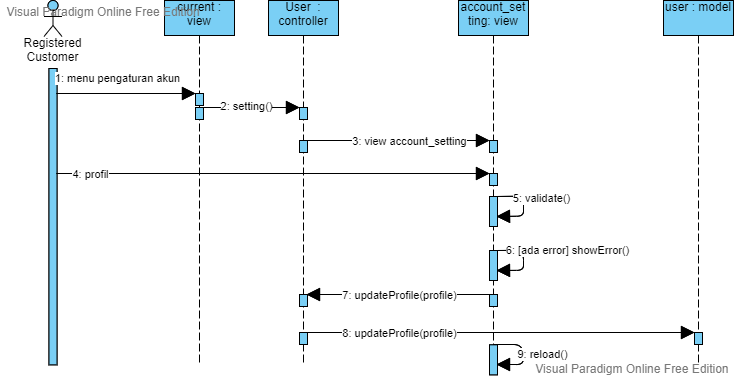 Visual Paradigm Online Free Edition
current :
view
User :
controller
account_set
ting: view
user : model
Registered
Customer
1: menu pengaturan akun
2: setting()
3: view account_setting
4: profil
5: validate()
6: [ada error] showError()
7: updateProfile(profile)
8: updateProfile(profile)
9: reload()
Visual Paradigm Online Free Edition